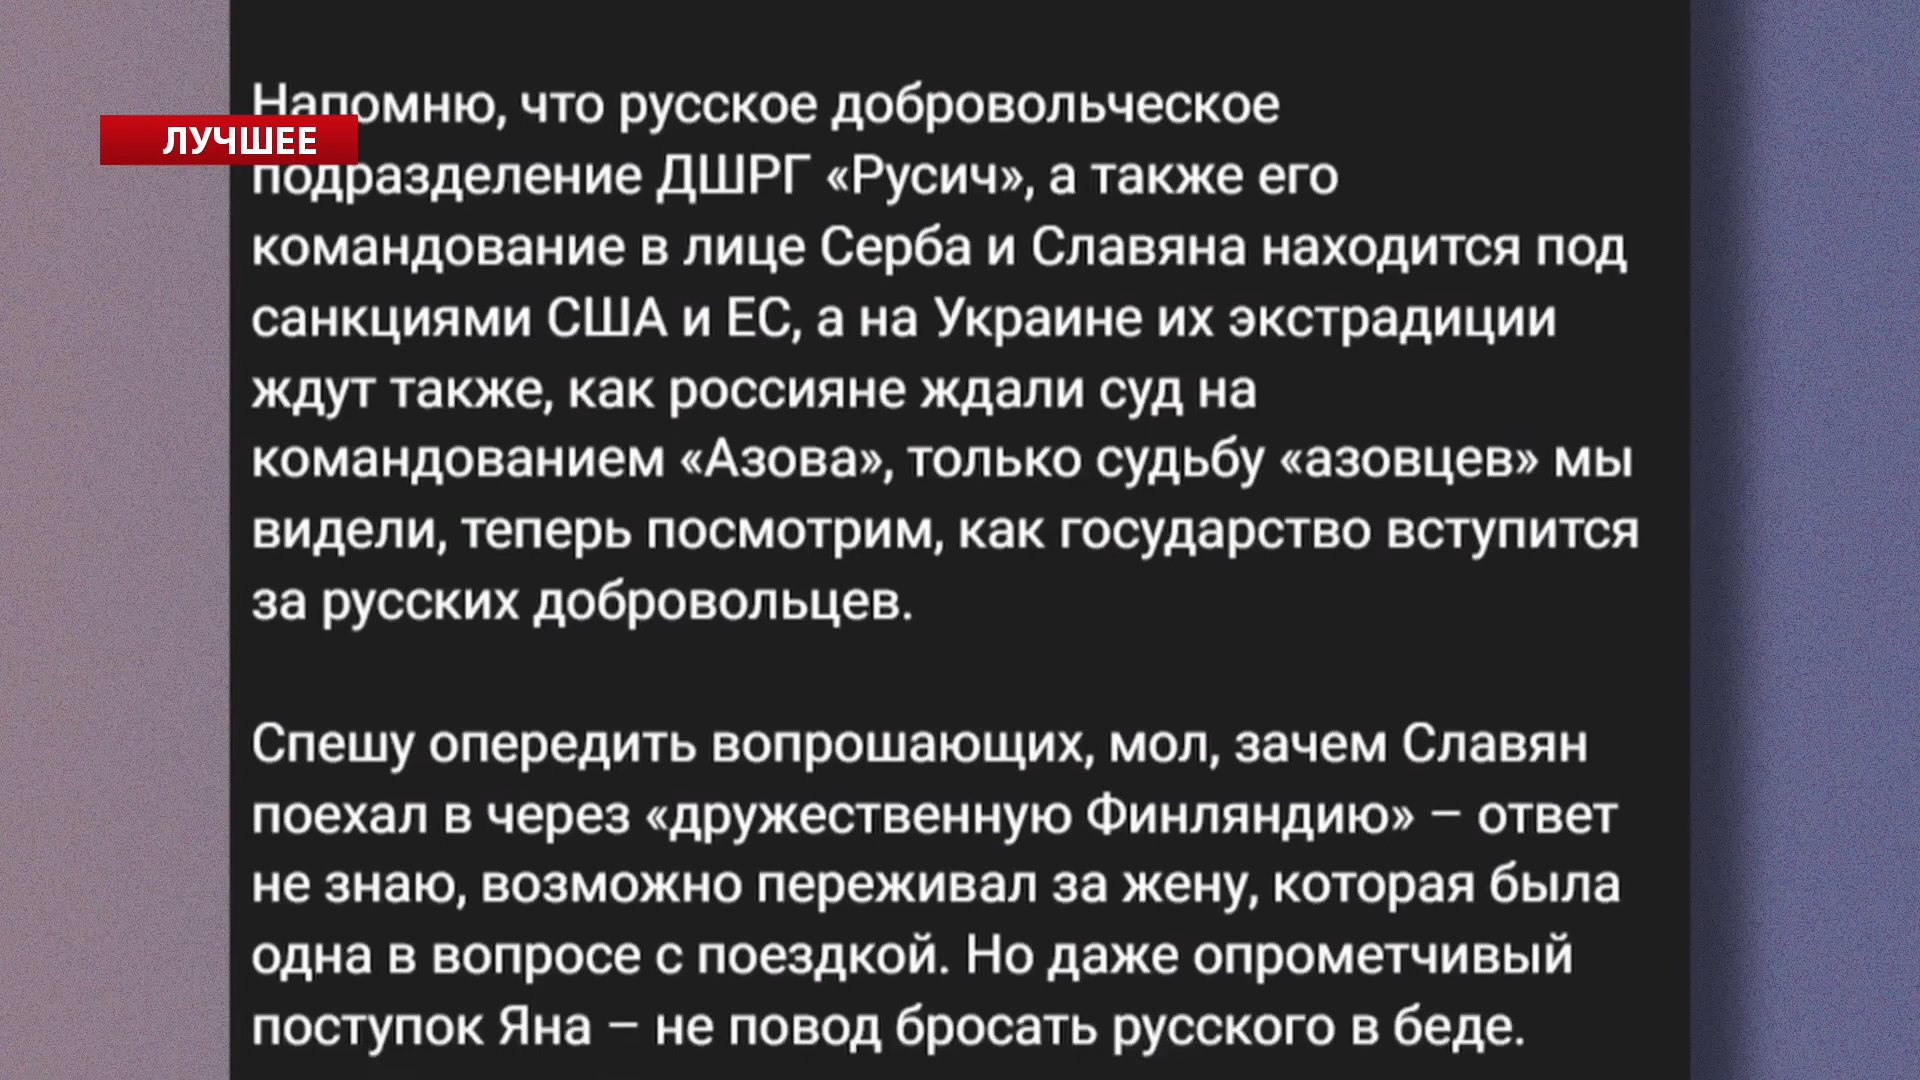 Напомню, что русское добровольческое
ЛУЧШЕЕ
подразделение ДШРГ «Русич», а также его
командование в лице Серба и Славяна находится под
санкциями США и ЕС, а на Украине их экстрадиции
ждут также, как россияне ждали суд на
командованием «Азова», только судьбу «азовцев» мы
видели, теперь посмотрим, как государство вступится
за русских добровольцев.
Спешу опередить вопрошающих, мол, зачем Славян
поехал в через «дружественную Финляндию» – ответ
не знаю, возможно переживал за жену, которая была
одна в вопросе с поездкой. Но даже опрометчивый
поступок Яна – не повод бросать русского в беде.